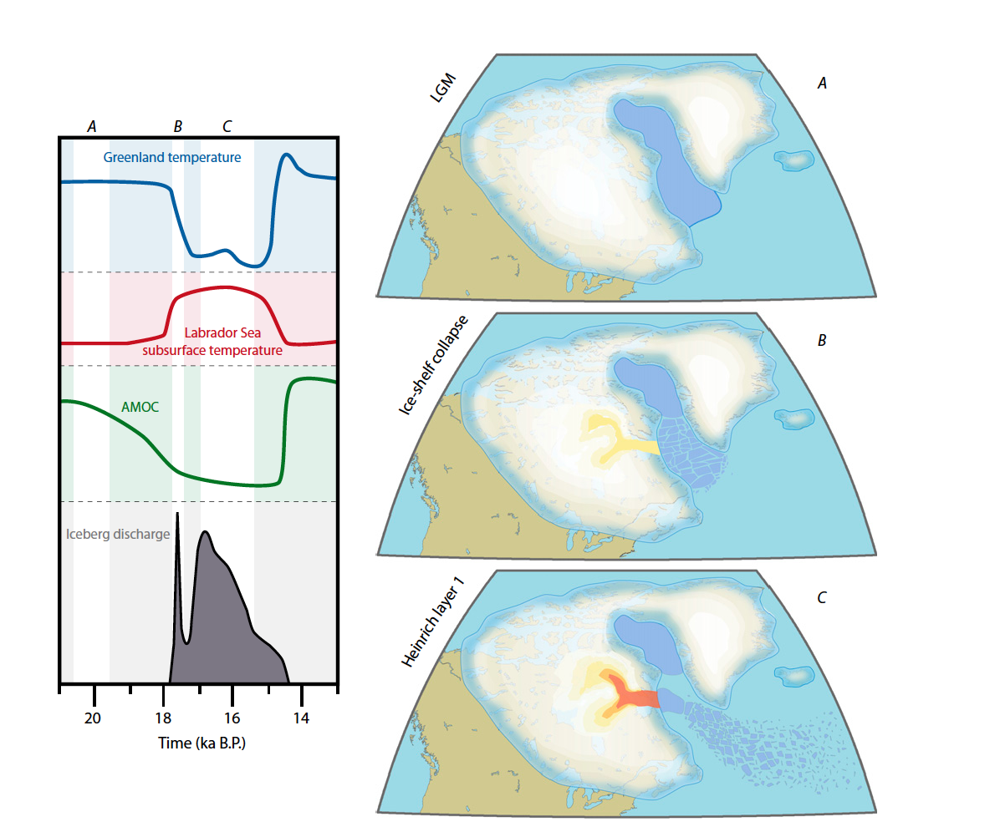 A B C
Greenland temperature
Labrador Sea
subsurface temperature
AMOC
Iceberg discharge
20 18 16 14
Time (ka B.P.)
LGM
A
Ice-shelf collapse
B
Heinrich layer 1
C